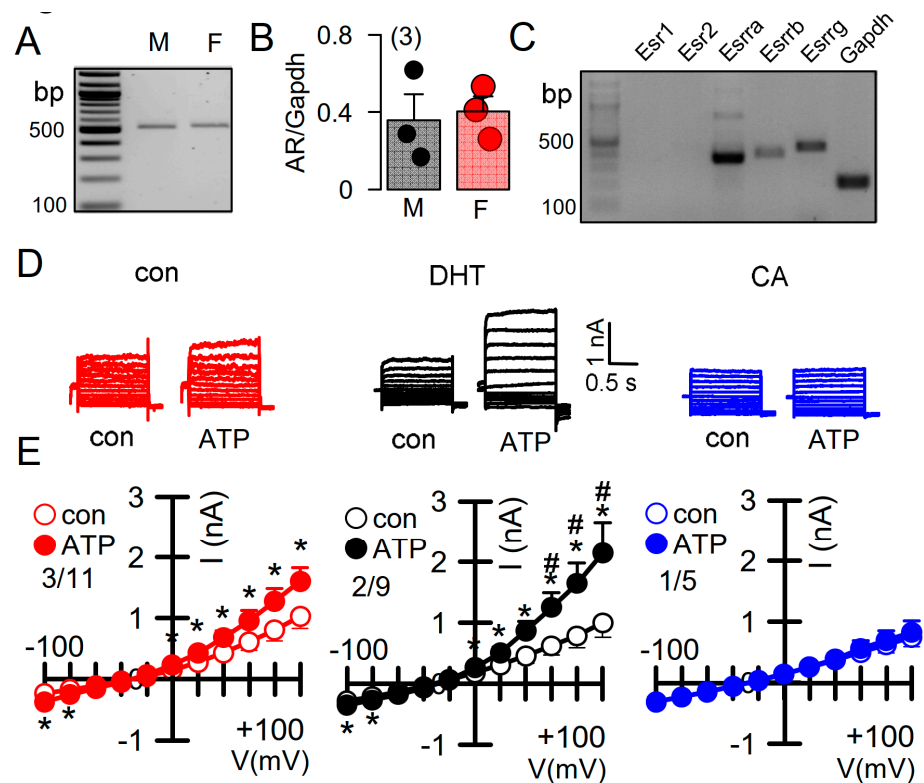 A
M F
bp
500
100
B
(3)
0.8
0.4
0
AR/Gapdh
M F
C
Esr1 Esr2 Esrra Esrrb Esrrg Gapdh
bp
500
100
D
con DHT CA
1 nA
0.5 s
con ATP
con ATP
con ATP
E
con
ATP
3/11
3
2
1
-1
I (nA)
-100
0
+100
V(mV)
* * * * * *
* *
con
ATP
2/9
3
2
1
-1
I (nA)
-100
0
+100
V(mV)
# # #
* * * * * *
* *
con
ATP
1/5
3
2
1
-1
I (nA)
-100
0
+100
V(mV)